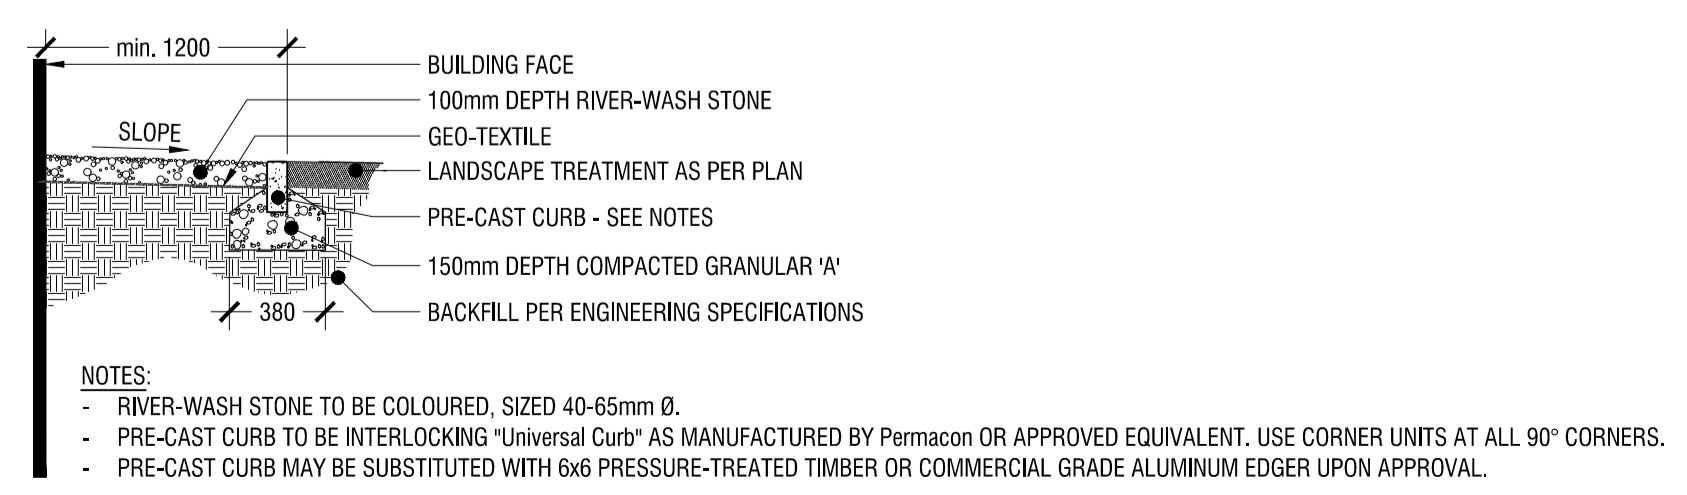 min. 1200
BUILDING FACE
100mm DEPTH RIVER-WASH STONE
SLOPE
GEO-TEXTILE
LANDSCAPE TREATMENT AS PER PLAN
PRE-CAST CURB - SEE NOTES
150mm DEPTH COMPACTED GRANULAR 'A'
380
BACKFILL PER ENGINEERING SPECIFICATIONS
NOTES:
- RIVER-WASH STONE TO BE COLOURED, SIZED 40-65mm Ø.
- PRE-CAST CURB TO BE INTERLOCKING "Universal Curb" AS MANUFACTURED BY Permacon OR APPROVED EQUIVALENT. USE CORNER UNITS AT ALL 90° CORNERS.
- PRE-CAST CURB MAY BE SUBSTITUTED WITH 6x6 PRESSURE-TREATED TIMBER OR COMMERCIAL GRADE ALUMINUM EDGER UPON APPROVAL.